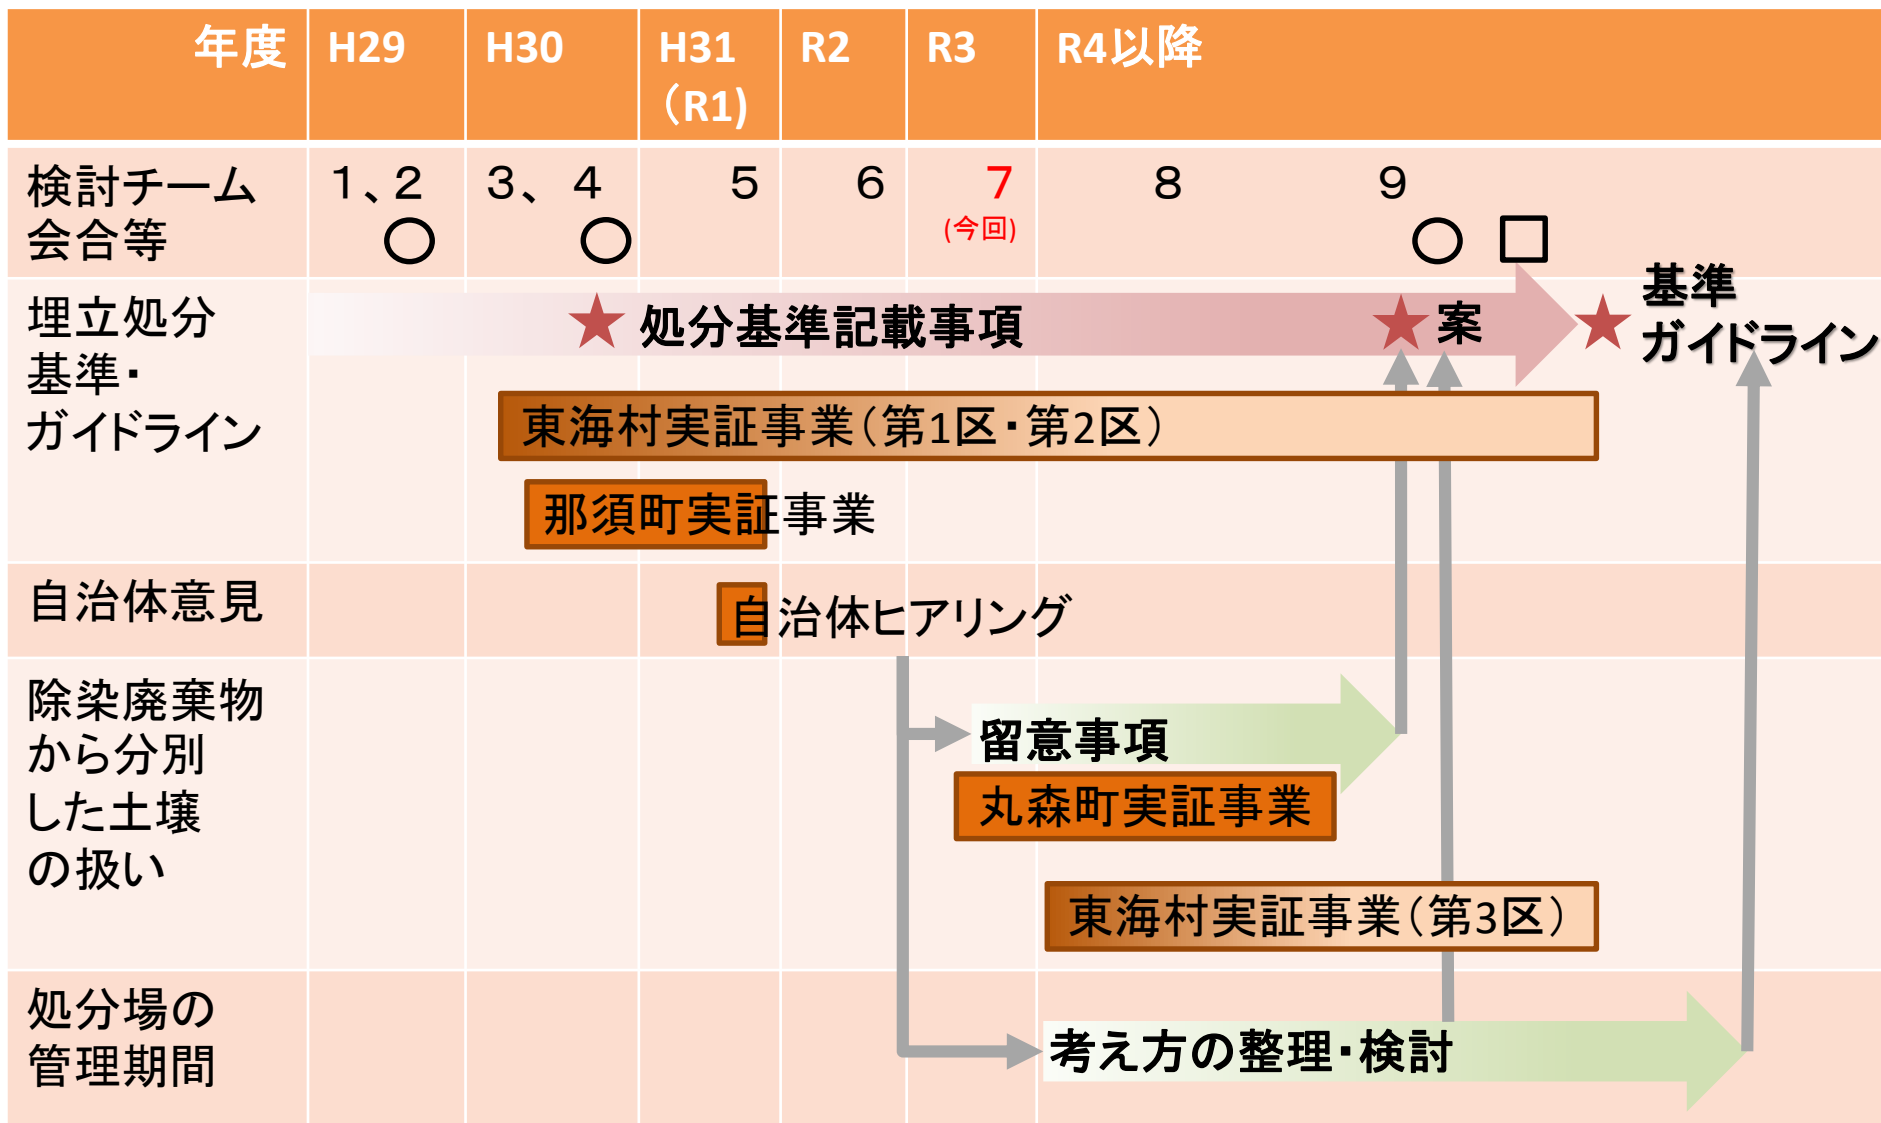 年度 H29 H30 H31 R2 R3 R4以降
（R1)
検討チーム 1、2 3、4 5 6 7 8 9
会合等 ○ ○ (今回) ○ □
埋立処分
基準・
ガイドライン
★ 処分基準記載事項 ★ 案 ★ 基準
ガイドライン
東海村実証事業（第1区・第2区）
那須町実証事業
自治体意見
自治体ヒアリング
除染廃棄物
から分別
した土壌
の扱い
留意事項
丸森町実証事業
東海村実証事業（第3区）
処分場の
管理期間
考え方の整理・検討